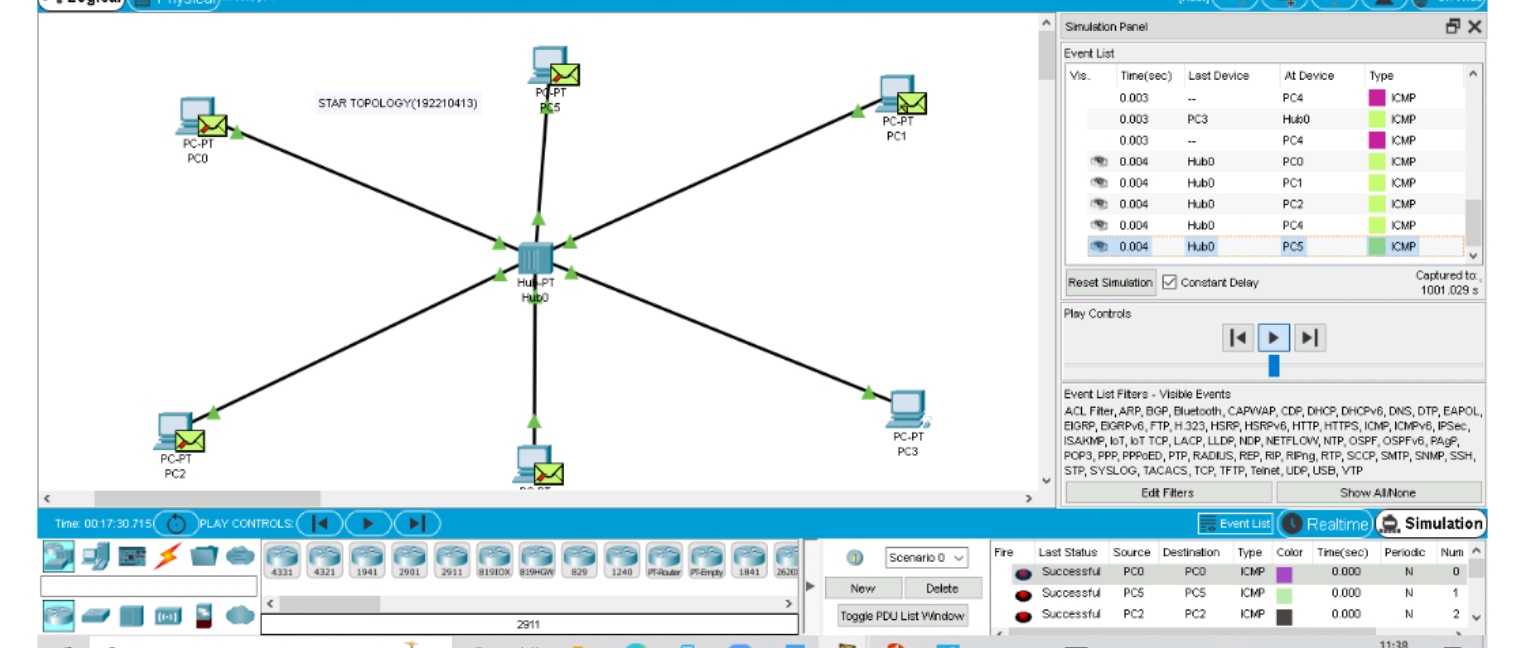 Logical
Physical
STAR TOPOLOGY(192210413)
PC-PT
PC0
PC-PT
PC5
PC-PT
PC1
Hub-PT
Hub0
PC-PT
PC2
PC-PT
PC3
Simulation Panel
Event List
Vis. Time(sec) Last Device At Device Type
0.003 -- PC4 ICMP
0.003 PC3 Hub0 ICMP
0.003 -- PC4 ICMP
0.004 Hub0 PC0 ICMP
0.004 Hub0 PC1 ICMP
0.004 Hub0 PC2 ICMP
0.004 Hub0 PC4 ICMP
0.004 Hub0 PC5 ICMP
Reset Simulation Constant Delay
Captured to:
1001.029 s
Play Controls
Event List Filters - Visible Events
ACL Filter, ARP, BGP, Bluetooth, CAPWAP, CDP, DHCP, DHCPv6, DNS, DTP, EAPOL,
EIGRP, EIGRPv6, FTP, H.323, HSRP, HSRPv6, HTTP, HTTPS, ICMP, ICMPv6, IPSec,
ISAKMP, IoT, IoT TCP, LACP, LLDP, NDP, NETFLOW, NTP, OSPF, OSPFv6, PAgP,
POP3, PPP, PPPoED, PTP, RADIUS, REP, RIP, RIPng, RTP, SCCP, SMTP, SNMP, SSH,
STP, SYSLOG, TACACS, TCP, TFTP, Telnet, UDP, USB, VTP
Edit Filters Show All/None
Time: 00:17:30.715 PLAY CONTROLS:
Event List Realtime Simulation
4331 4321 1941 2901 2911 819IOX 819HGW 829 1240 PT-Router PT-Empty 1841 2620
2911
Scenario 0
New Delete
Toggle PDU List Window
Fire Last Status Source Destination Type Color Time(sec) Periodic Num
Successful PC0 PC0 ICMP 0.000 N 0
Successful PC5 PC5 ICMP 0.000 N 1
Successful PC2 PC2 ICMP 0.000 N 2
11:38